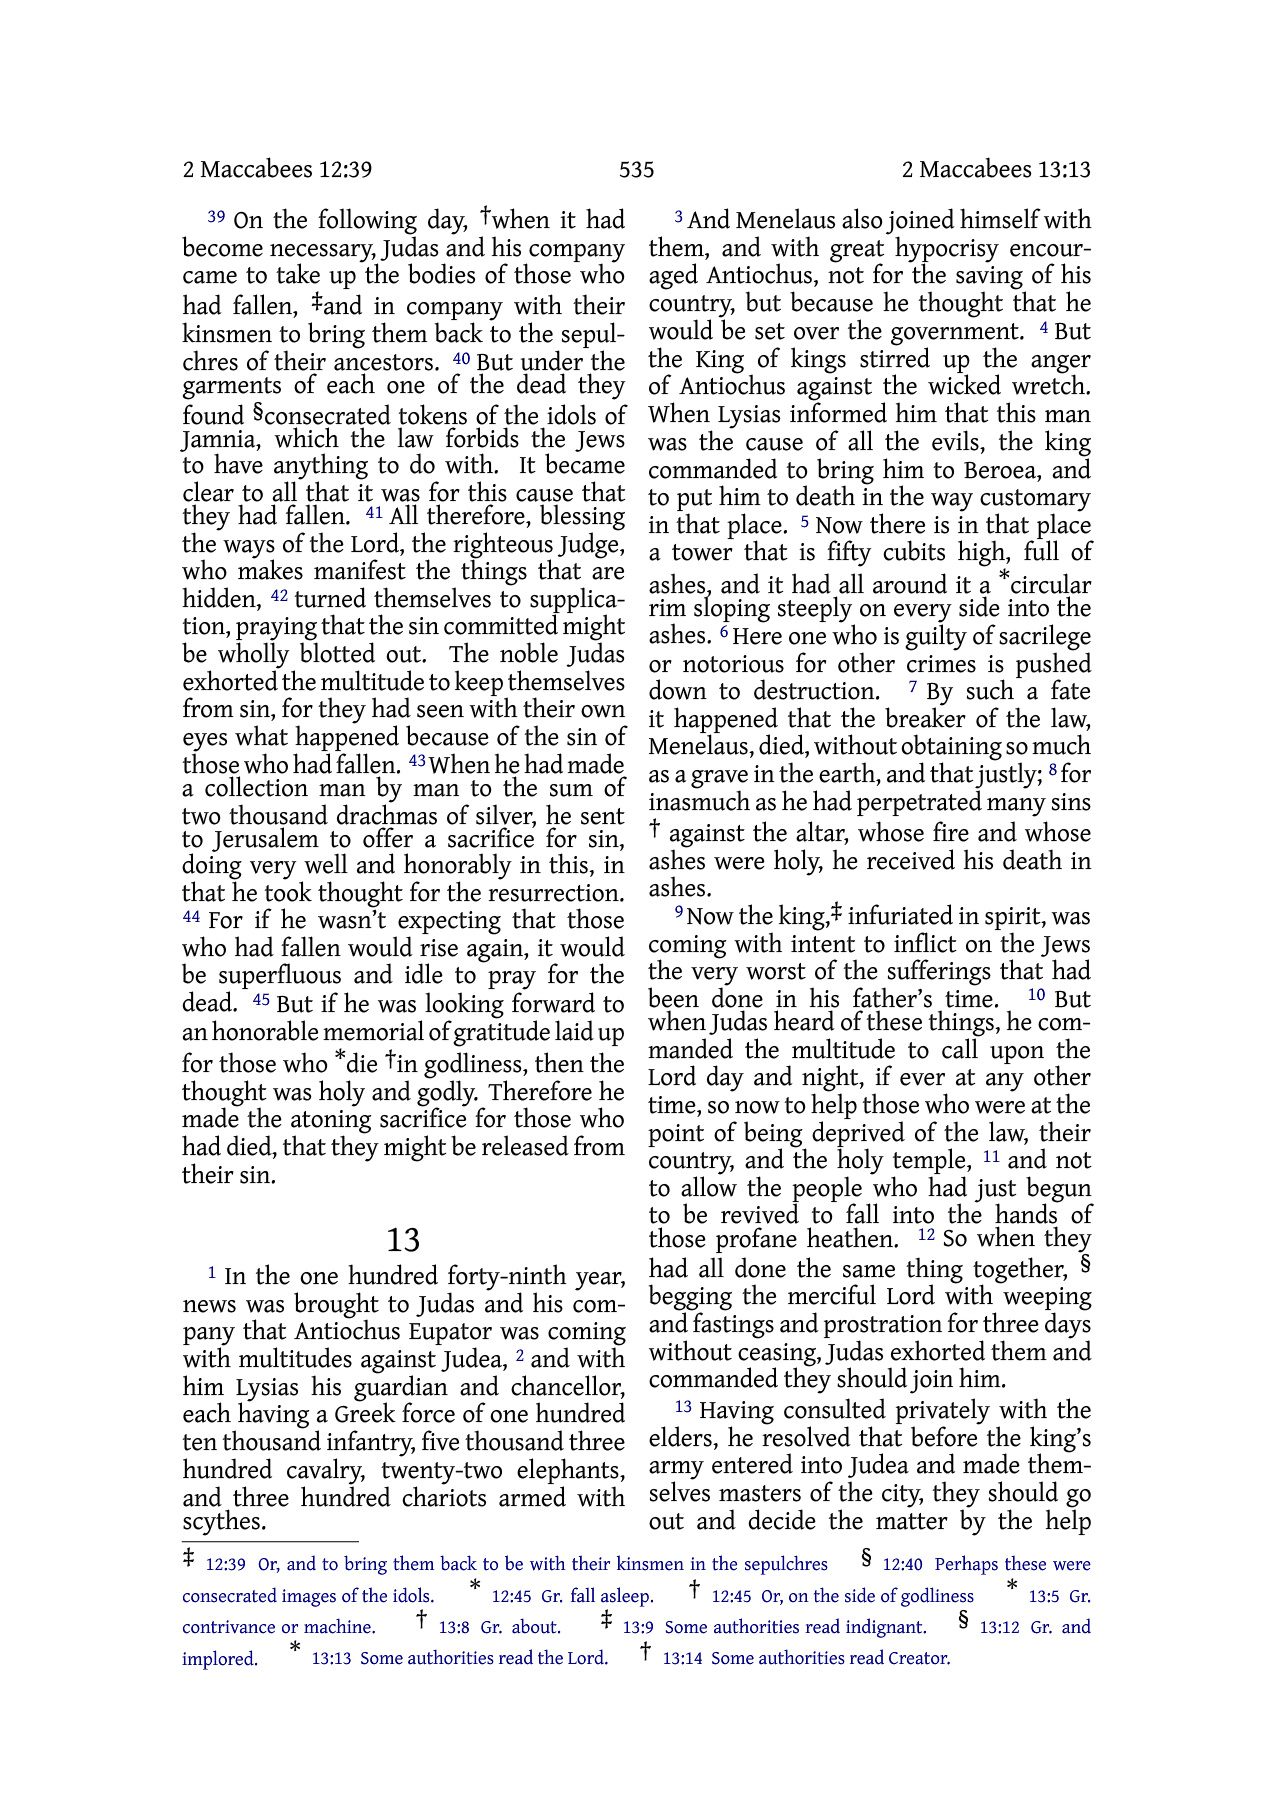 2 Maccabees 12:39 535 2 Maccabees 13:13
39 On the following day, †when it had
become necessary, Judas and his company
came to take up the bodies of those who
had fallen, ‡and in company with their
kinsmen to bring them back to the sepul-
chres of their ancestors. 40 But under the
garments of each one of the dead they
found §consecrated tokens of the idols of
Jamnia, which the law forbids the Jews
to have anything to do with. It became
clear to all that it was for this cause that
they had fallen. 41 All therefore, blessing
the ways of the Lord, the righteous Judge,
who makes manifest the things that are
hidden, 42 turned themselves to supplica-
tion, praying that the sin committed might
be wholly blotted out. The noble Judas
exhorted the multitude to keep themselves
from sin, for they had seen with their own
eyes what happened because of the sin of
those who had fallen. 43 When he had made
a collection man by man to the sum of
two thousand drachmas of silver, he sent
to Jerusalem to offer a sacrifice for sin,
doing very well and honorably in this, in
that he took thought for the resurrection.
44 For if he wasn't expecting that those
who had fallen would rise again, it would
be superfluous and idle to pray for the
dead. 45 But if he was looking forward to
an honorable memorial of gratitude laid up
for those who *die †in godliness, then the
thought was holy and godly. Therefore he
made the atoning sacrifice for those who
had died, that they might be released from
their sin.
13
1 In the one hundred forty-ninth year,
news was brought to Judas and his com-
pany that Antiochus Eupator was coming
with multitudes against Judea, 2 and with
him Lysias his guardian and chancellor,
each having a Greek force of one hundred
ten thousand infantry, five thousand three
hundred cavalry, twenty-two elephants,
and three hundred chariots armed with
scythes.
3 And Menelaus also joined himself with
them, and with great hypocrisy encour-
aged Antiochus, not for the saving of his
country, but because he thought that he
would be set over the government. 4 But
the King of kings stirred up the anger
of Antiochus against the wicked wretch.
When Lysias informed him that this man
was the cause of all the evils, the king
commanded to bring him to Beroea, and
to put him to death in the way customary
in that place. 5 Now there is in that place
a tower that is fifty cubits high, full of
ashes, and it had all around it a *circular
rim sloping steeply on every side into the
ashes. 6 Here one who is guilty of sacrilege
or notorious for other crimes is pushed
down to destruction. 7 By such a fate
it happened that the breaker of the law,
Menelaus, died, without obtaining so much
as a grave in the earth, and that justly; 8 for
inasmuch as he had perpetrated many sins
† against the altar, whose fire and whose
ashes were holy, he received his death in
ashes.
9 Now the king,‡ infuriated in spirit, was
coming with intent to inflict on the Jews
the very worst of the sufferings that had
been done in his father's time. 10 But
when Judas heard of these things, he com-
manded the multitude to call upon the
Lord day and night, if ever at any other
time, so now to help those who were at the
point of being deprived of the law, their
country, and the holy temple, 11 and not
to allow the people who had just begun
to be revived to fall into the hands of
those profane heathen. 12 So when they
had all done the same thing together, §
begging the merciful Lord with weeping
and fastings and prostration for three days
without ceasing, Judas exhorted them and
commanded they should join him.
13 Having consulted privately with the
elders, he resolved that before the king's
army entered into Judea and made them-
selves masters of the city, they should go
out and decide the matter by the help
‡ 12:39 Or, and to bring them back to be with their kinsmen in the sepulchres § 12:40 Perhaps these were
consecrated images of the idols. * 12:45 Gr. fall asleep. † 12:45 Or, on the side of godliness * 13:5 Gr.
contrivance or machine. † 13:8 Gr. about. ‡ 13:9 Some authorities read indignant. § 13:12 Gr. and
implored. * 13:13 Some authorities read the Lord. † 13:14 Some authorities read Creator.